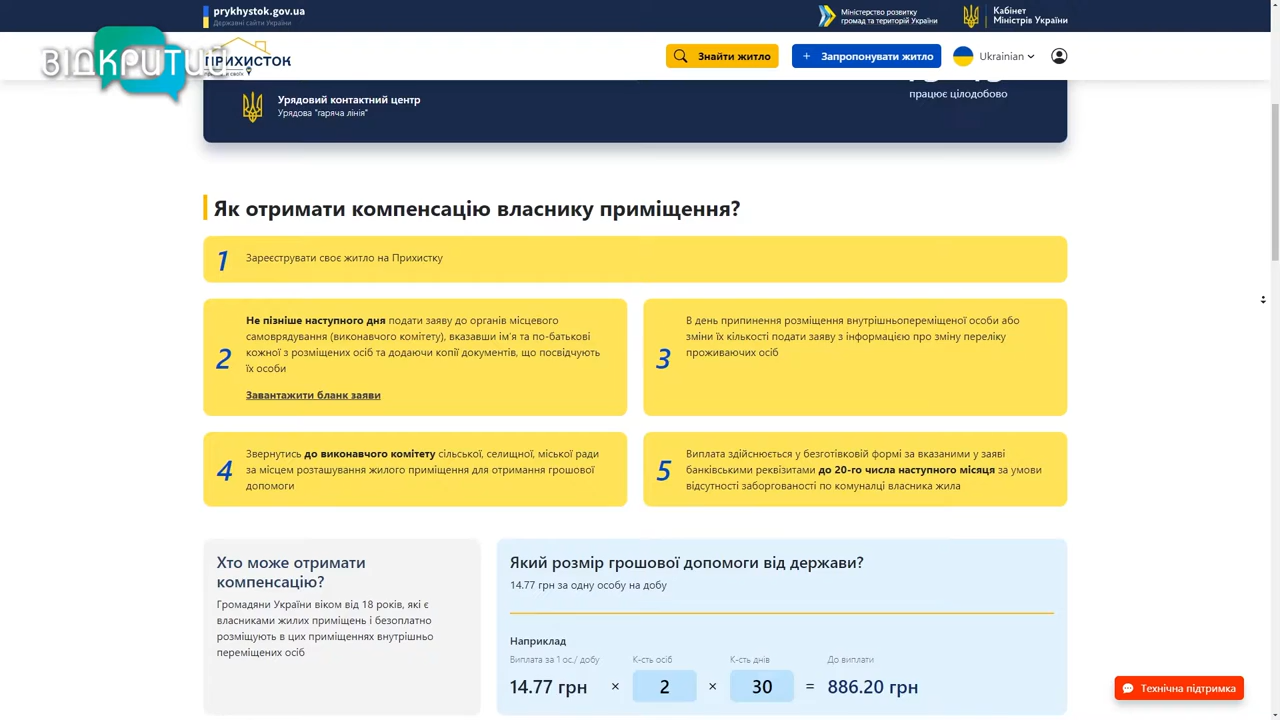 prykhystok.gov.ua
Державні сайти України
Міністерство розвитку
громад та територій України
Кабінет
Міністрів України
ВІДКРИТИЙ
ПРИХИСТОК
Знайти житло
+ Запропонувати житло
Ukrainian
Урядовий контактний центр
Урядова "гаряча лінія"
працює цілодобово
Як отримати компенсацію власнику приміщення?
1
Зареєструвати своє житло на Прихистку
2
Не пізніше наступного дня подати заяву до органів місцевого
самоврядування (виконавчого комітету), вказавши ім'я та по-батькові
кожної з розміщених осіб та додаючи копії документів, що посвідчують
їх особи
Завантажити бланк заяви
3
В день припинення розміщення внутрішньопереміщеної особи або
зміни їх кількості подати заяву з інформацією про зміну переліку
проживаючих осіб
4
Звернутись до виконавчого комітету сільської, селищної, міської ради
за місцем розташування жилого приміщення для отримання грошової
допомоги
5
Виплата здійснюється у безготівковій формі за вказаними у заяві
банківськими реквізитами до 20-го числа наступного місяця за умови
відсутності заборгованості по комуналці власника жила
Хто може отримати
компенсацію?
Громадяни України віком від 18 років, які є
власниками жилих приміщень і безоплатно
розміщують в цих приміщеннях внутрішньо
переміщених осіб
Який розмір грошової допомоги від держави?
14.77 грн за одну особу на добу
Наприклад
Виплата за 1 ос./ добу К-сть осіб К-сть днів До виплати
14.77 грн × 2 × 30 = 886.20 грн
Технічна підтримка